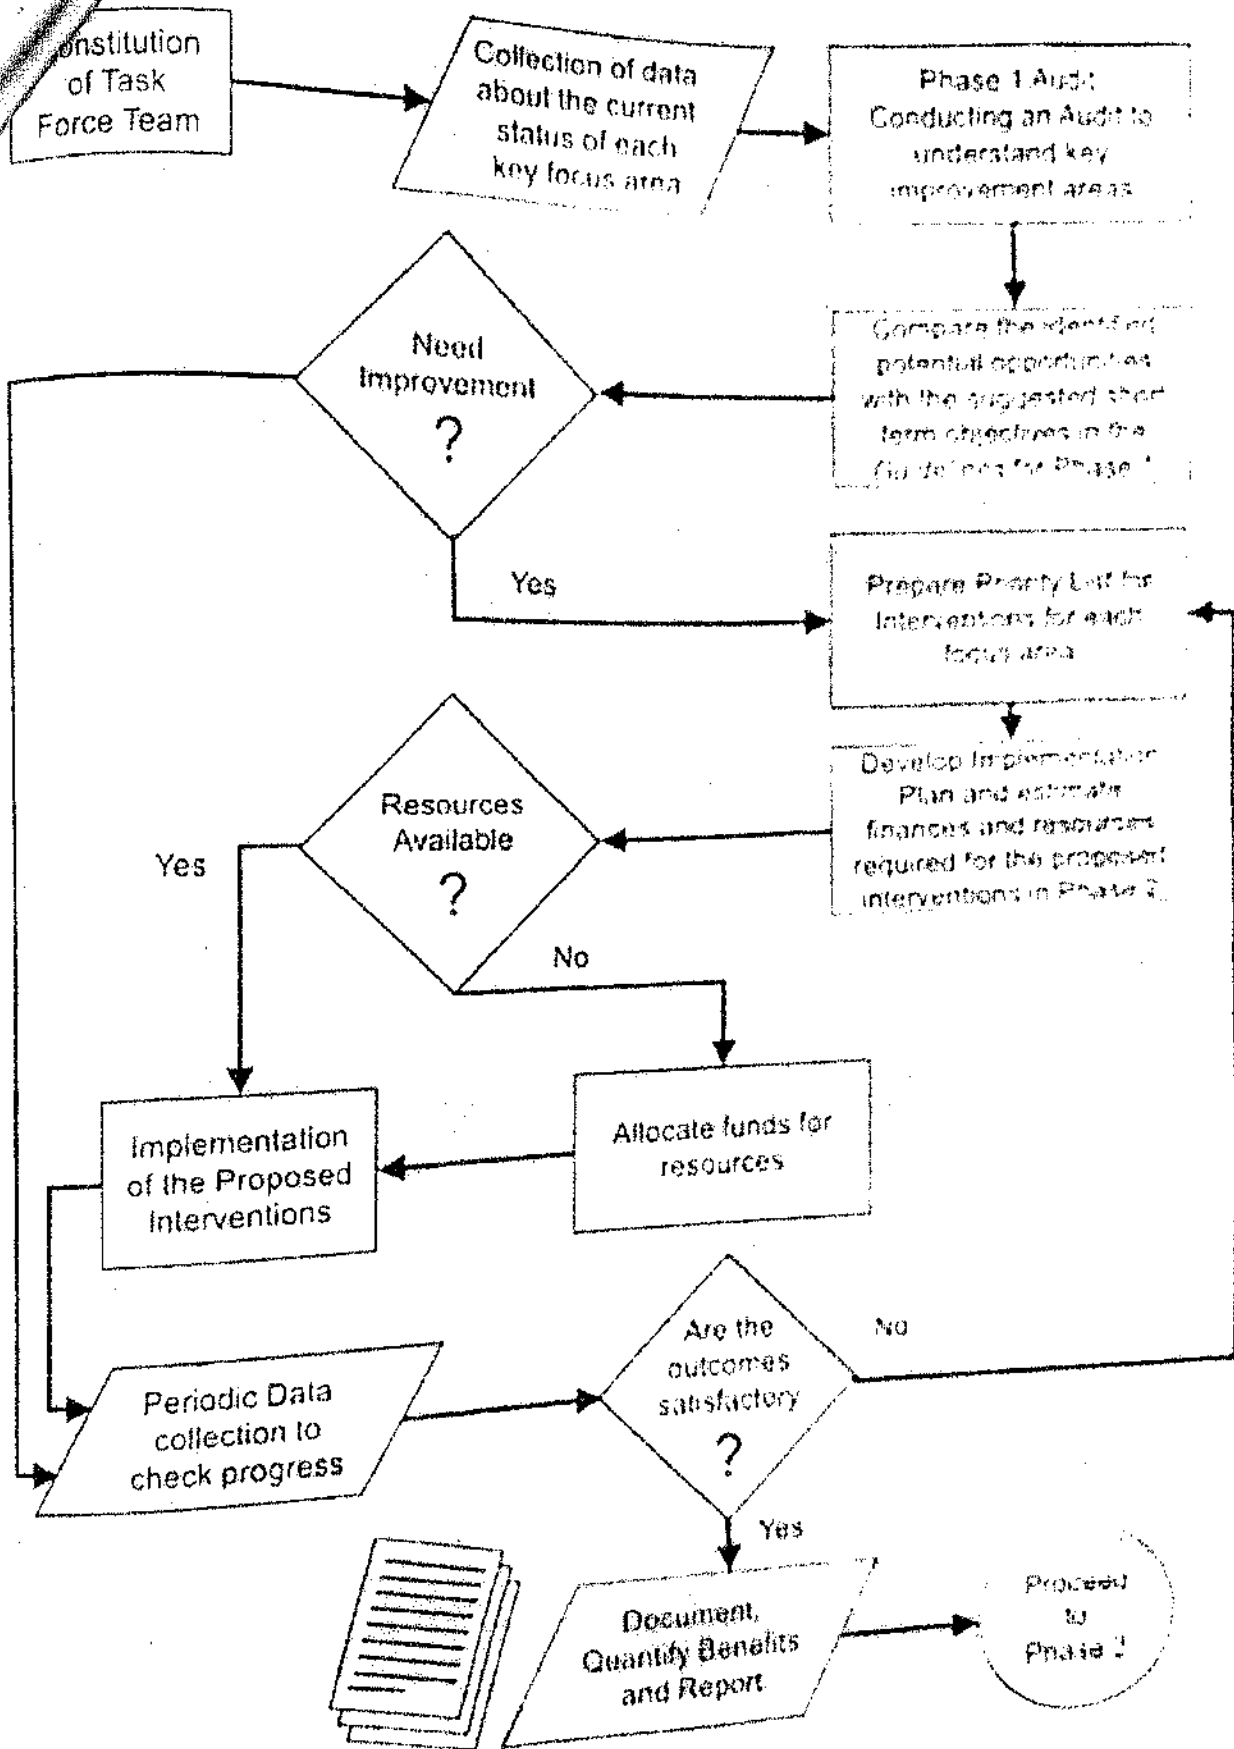 onstitution
of Task
Force Team
Collection of data
about the current
status of each
key focus area
Phase 1 Audit
Conducting an Audit to
understand key
improvement areas
Compare the identified
potential opportunities
with the suggested short
term objectives in the
Guidelines for Phase 1
Need
Improvement
?
Yes
Prepare Priority List for
Interventions for each
focus area
Develop Implementation
Plan and estimate
finances and resources
required for the proposed
interventions in Phase 2
Resources
Available
?
Yes
No
Allocate funds for
resources
Implementation
of the Proposed
Interventions
Periodic Data
collection to
check progress
Are the
outcomes
satisfactory
?
No
Yes
Document,
Quantify Benefits
and Report
Proceed
to
Phase